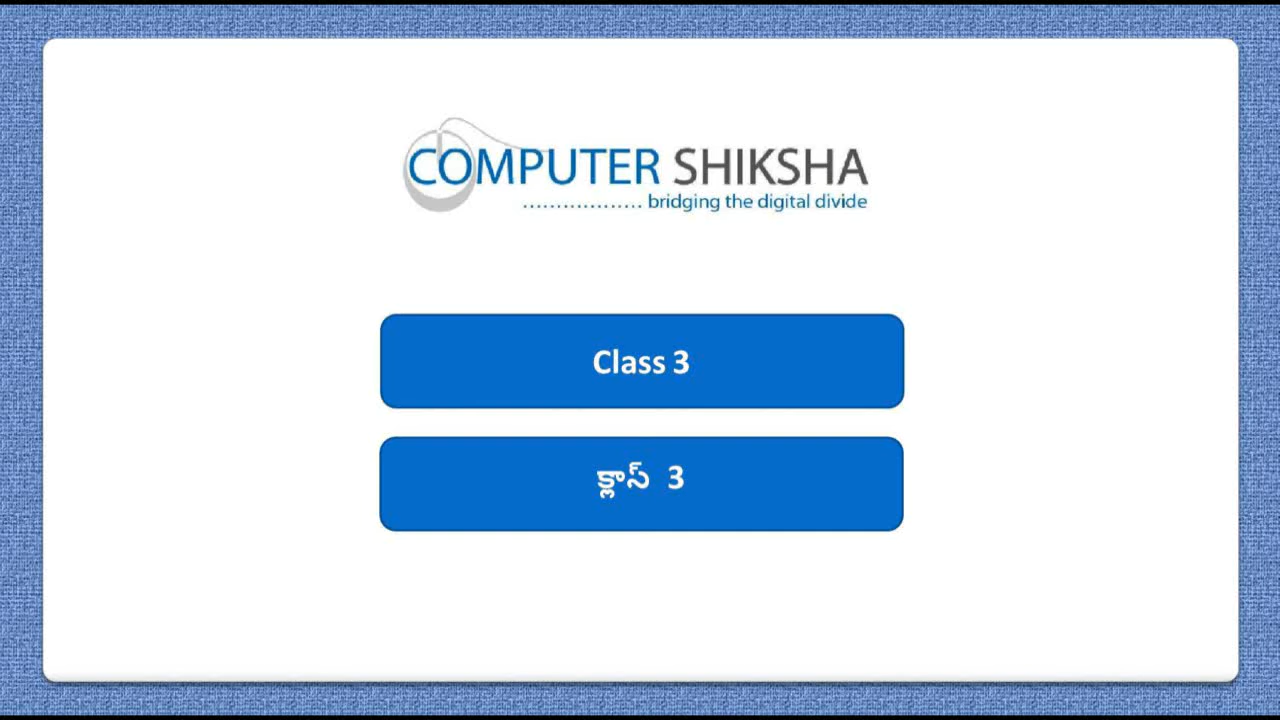 COMPUTER SHIKSHA
.................. bridging the digital divide
Class 3
క్లాస్ 3